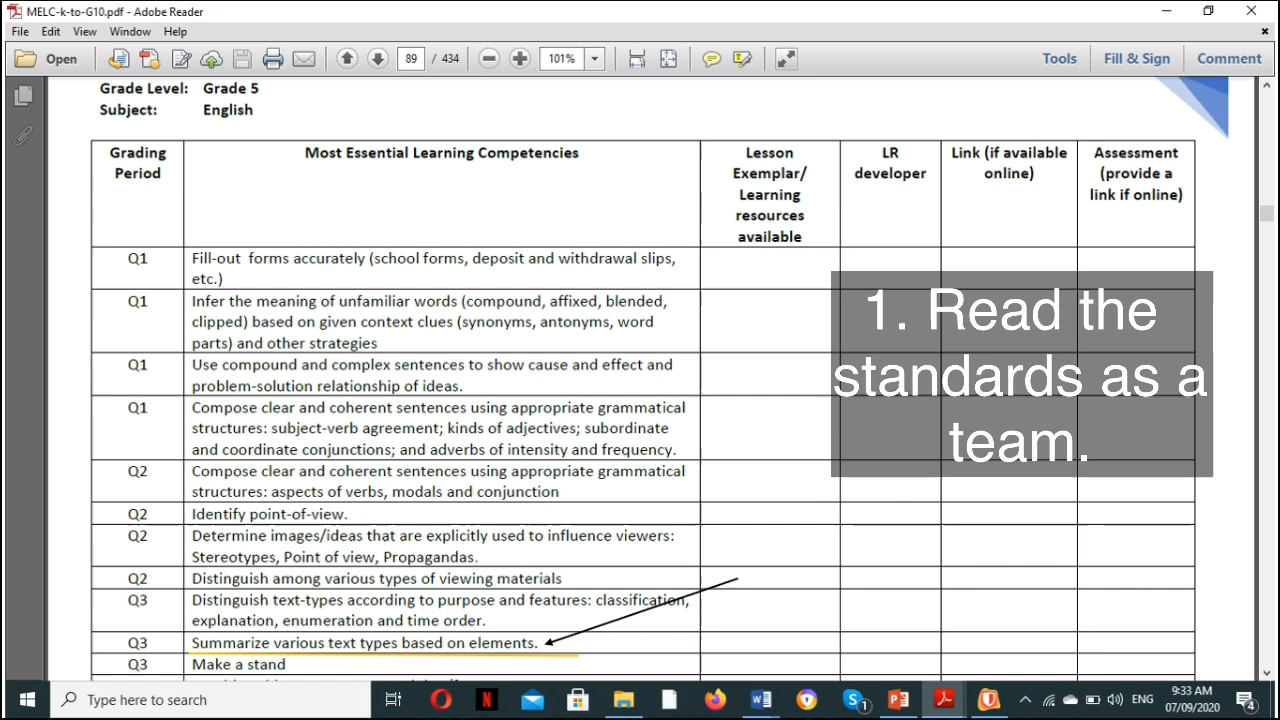 MELC-k-to-G10.pdf - Adobe Reader
File Edit View Window Help
Open 89 / 434 101% Tools Fill & Sign Comment
Grade Level: Grade 5
Subject: English
Grading Period
Most Essential Learning Competencies
Lesson Exemplar/ Learning resources available
LR developer
Link (if available online)
Assessment (provide a link if online)
Q1 Fill-out forms accurately (school forms, deposit and withdrawal slips,
etc.)
Q1 Infer the meaning of unfamiliar words (compound, affixed, blended,
clipped) based on given context clues (synonyms, antonyms, word
parts) and other strategies
Q1 Use compound and complex sentences to show cause and effect and
problem-solution relationship of ideas.
Q1 Compose clear and coherent sentences using appropriate grammatical
structures: subject-verb agreement; kinds of adjectives; subordinate
and coordinate conjunctions; and adverbs of intensity and frequency.
Q2 Compose clear and coherent sentences using appropriate grammatical
structures: aspects of verbs, modals and conjunction
Q2 Identify point-of-view.
Q2 Determine images/ideas that are explicitly used to influence viewers:
Stereotypes, Point of view, Propagandas.
Q2 Distinguish among various types of viewing materials
Q3 Distinguish text-types according to purpose and features: classification,
explanation, enumeration and time order.
Q3 Summarize various text types based on elements.
Q3 Make a stand
1. Read the
standards as a
team.
Type here to search
ENG
9:33 AM
07/09/2020
1
4